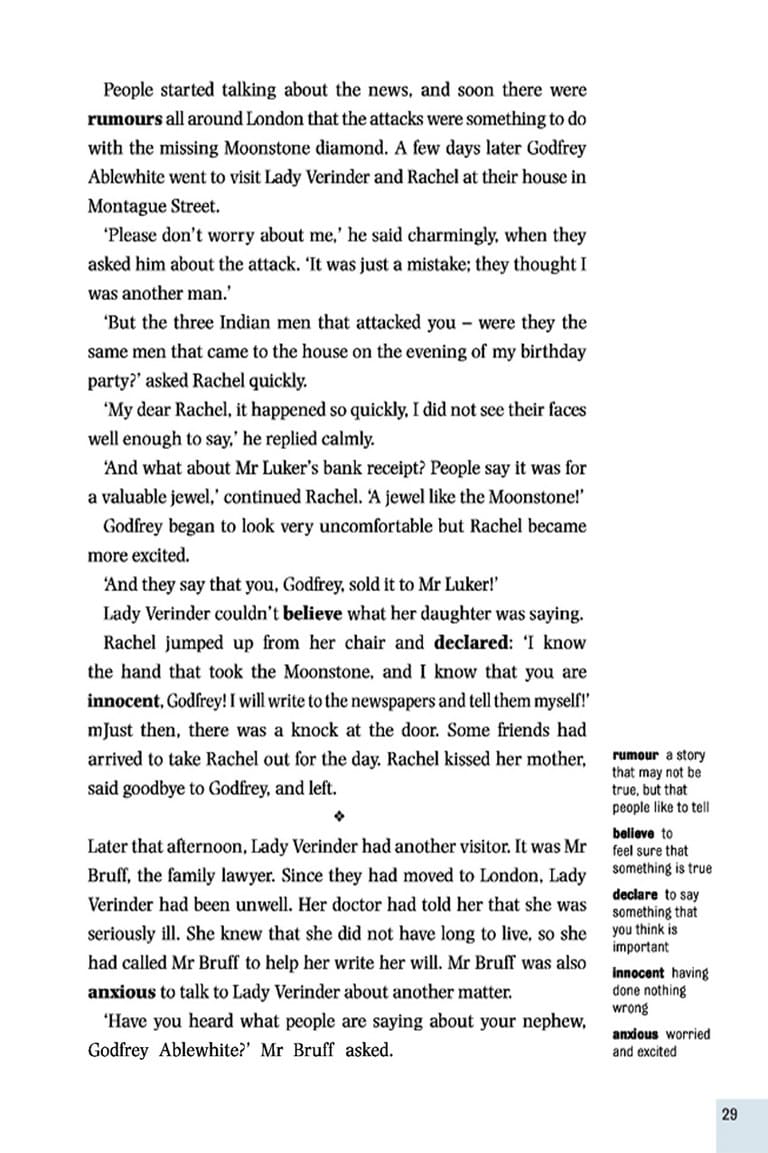 People started talking about the news, and soon there were
rumours all around London that the attacks were something to do
with the missing Moonstone diamond. A few days later Godfrey
Ablewhite went to visit Lady Verinder and Rachel at their house in
Montague Street.
‘Please don’t worry about me,’ he said charmingly, when they
asked him about the attack. ‘It was just a mistake; they thought I
was another man.’
‘But the three Indian men that attacked you – were they the
same men that came to the house on the evening of my birthday
party?’ asked Rachel quickly.
‘My dear Rachel, it happened so quickly, I did not see their faces
well enough to say,’ he replied calmly.
‘And what about Mr Luker’s bank receipt? People say it was for
a valuable jewel,’ continued Rachel. ‘A jewel like the Moonstone!’
Godfrey began to look very uncomfortable but Rachel became
more excited.
‘And they say that you, Godfrey, sold it to Mr Luker!’
Lady Verinder couldn’t believe what her daughter was saying.
Rachel jumped up from her chair and declared: ‘I know
the hand that took the Moonstone, and I know that you are
innocent, Godfrey! I will write to the newspapers and tell them myself!’
mJust then, there was a knock at the door. Some friends had
arrived to take Rachel out for the day. Rachel kissed her mother,
said goodbye to Godfrey, and left.
❖
Later that afternoon, Lady Verinder had another visitor. It was Mr
Bruff, the family lawyer. Since they had moved to London, Lady
Verinder had been unwell. Her doctor had told her that she was
seriously ill. She knew that she did not have long to live, so she
had called Mr Bruff to help her write her will. Mr Bruff was also
anxious to talk to Lady Verinder about another matter.
‘Have you heard what people are saying about your nephew,
Godfrey Ablewhite?’ Mr Bruff asked.
rumour a story
that may not be
true, but that
people like to tell
believe to
feel sure that
something is true
declare to say
something that
you think is
important
innocent having
done nothing
wrong
anxious worried
and excited
29